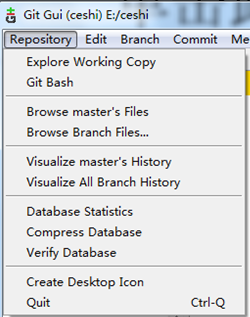 Git Gui (ceshi) E:/ceshi
Repository Edit Branch Commit Me
Explore Working Copy
Git Bash
Browse master's Files
Browse Branch Files...
Visualize master's History
Visualize All Branch History
Database Statistics
Compress Database
Verify Database
Create Desktop Icon
Quit Ctrl-Q